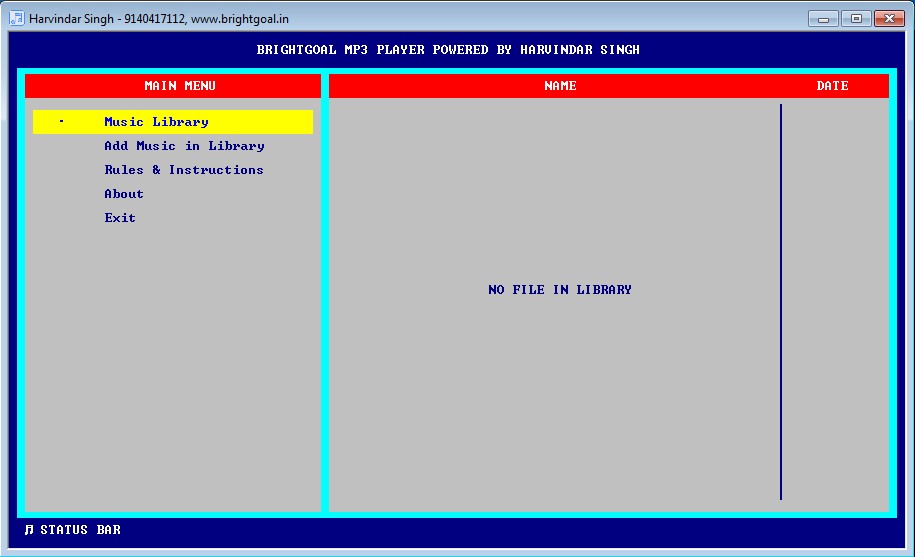 Harvindar Singh - 9140417112, www.brightgoal.in
BRIGHTGOAL MP3 PLAYER POWERED BY HARVINDAR SINGH
MAIN MENU
NAME
DATE
Music Library
Add Music in Library
Rules & Instructions
About
Exit
NO FILE IN LIBRARY
♫ STATUS BAR